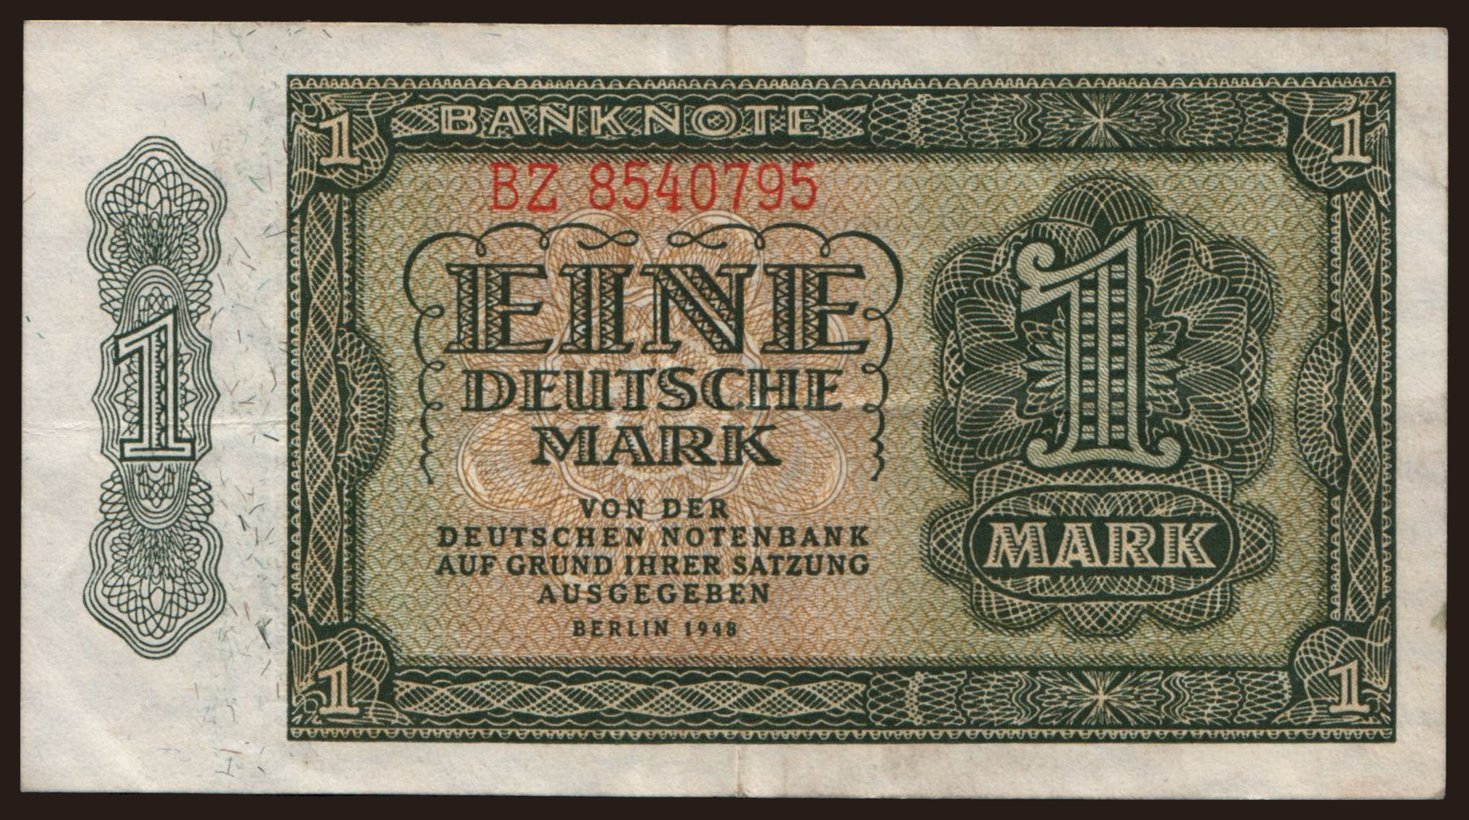 1 BANKNOTE 1
BZ 8540795
EINE
DEUTSCHE
MARK
VON DER
DEUTSCHEN NOTENBANK
AUF GRUND IHRER SATZUNG
AUSGEGEBEN
BERLIN 1948
1
1
MARK
1 1